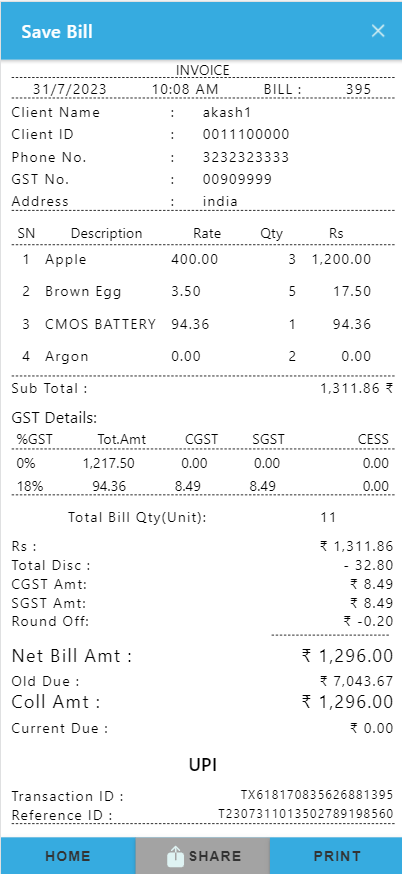 Save Bill ×
INVOICE
31/7/2023 10:08 AM BILL : 395
Client Name : akash1
Client ID : 0011100000
Phone No. : 3232323333
GST No. : 00909999
Address : india
SN Description Rate Qty Rs
1 Apple 400.00 3 1,200.00
2 Brown Egg 3.50 5 17.50
3 CMOS BATTERY 94.36 1 94.36
4 Argon 0.00 2 0.00
Sub Total : 1,311.86 ₹
GST Details:
%GST Tot.Amt CGST SGST CESS
0% 1,217.50 0.00 0.00 0.00
18% 94.36 8.49 8.49 0.00
Total Bill Qty(Unit): 11
Rs : ₹ 1,311.86
Total Disc : - 32.80
CGST Amt: ₹ 8.49
SGST Amt: ₹ 8.49
Round Off: ₹ -0.20
Net Bill Amt : ₹ 1,296.00
Old Due : ₹ 7,043.67
Coll Amt : ₹ 1,296.00
Current Due : ₹ 0.00
UPI
Transaction ID : TX618170835626881395
Reference ID : T2307311013502789198560
HOME SHARE PRINT